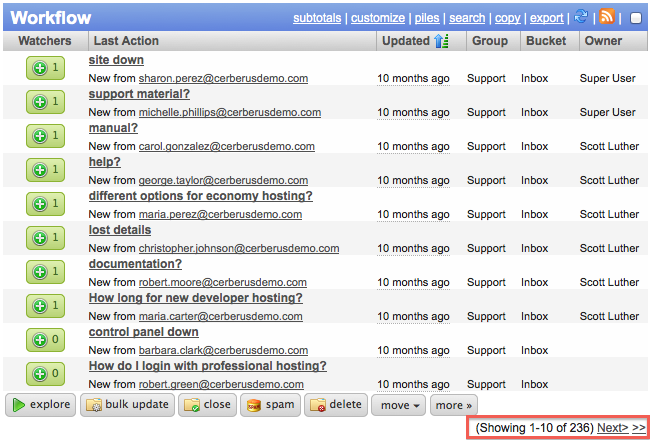 Workflow subtotals | customize | piles | search | copy | export |
Watchers Last Action Updated Group Bucket Owner
site down
1 New from sharon.perez@cerberusdemo.com 10 months ago Support Inbox Super User
support material?
1 New from michelle.phillips@cerberusdemo.com 10 months ago Support Inbox Super User
manual?
1 New from carol.gonzalez@cerberusdemo.com 10 months ago Support Inbox Scott Luther
help?
1 New from george.taylor@cerberusdemo.com 10 months ago Support Inbox Scott Luther
different options for economy hosting?
1 New from maria.perez@cerberusdemo.com 10 months ago Support Inbox Scott Luther
lost details
1 New from christopher.johnson@cerberusdemo.com 10 months ago Support Inbox Scott Luther
documentation?
1 New from robert.moore@cerberusdemo.com 10 months ago Support Inbox Scott Luther
How long for new developer hosting?
1 New from maria.carter@cerberusdemo.com 10 months ago Support Inbox Scott Luther
control panel down
0 New from barbara.clark@cerberusdemo.com 10 months ago Support Inbox
How do I login with professional hosting?
0 New from robert.green@cerberusdemo.com 10 months ago Support Inbox
explore bulk update close spam delete move more »
(Showing 1-10 of 236) Next> >>